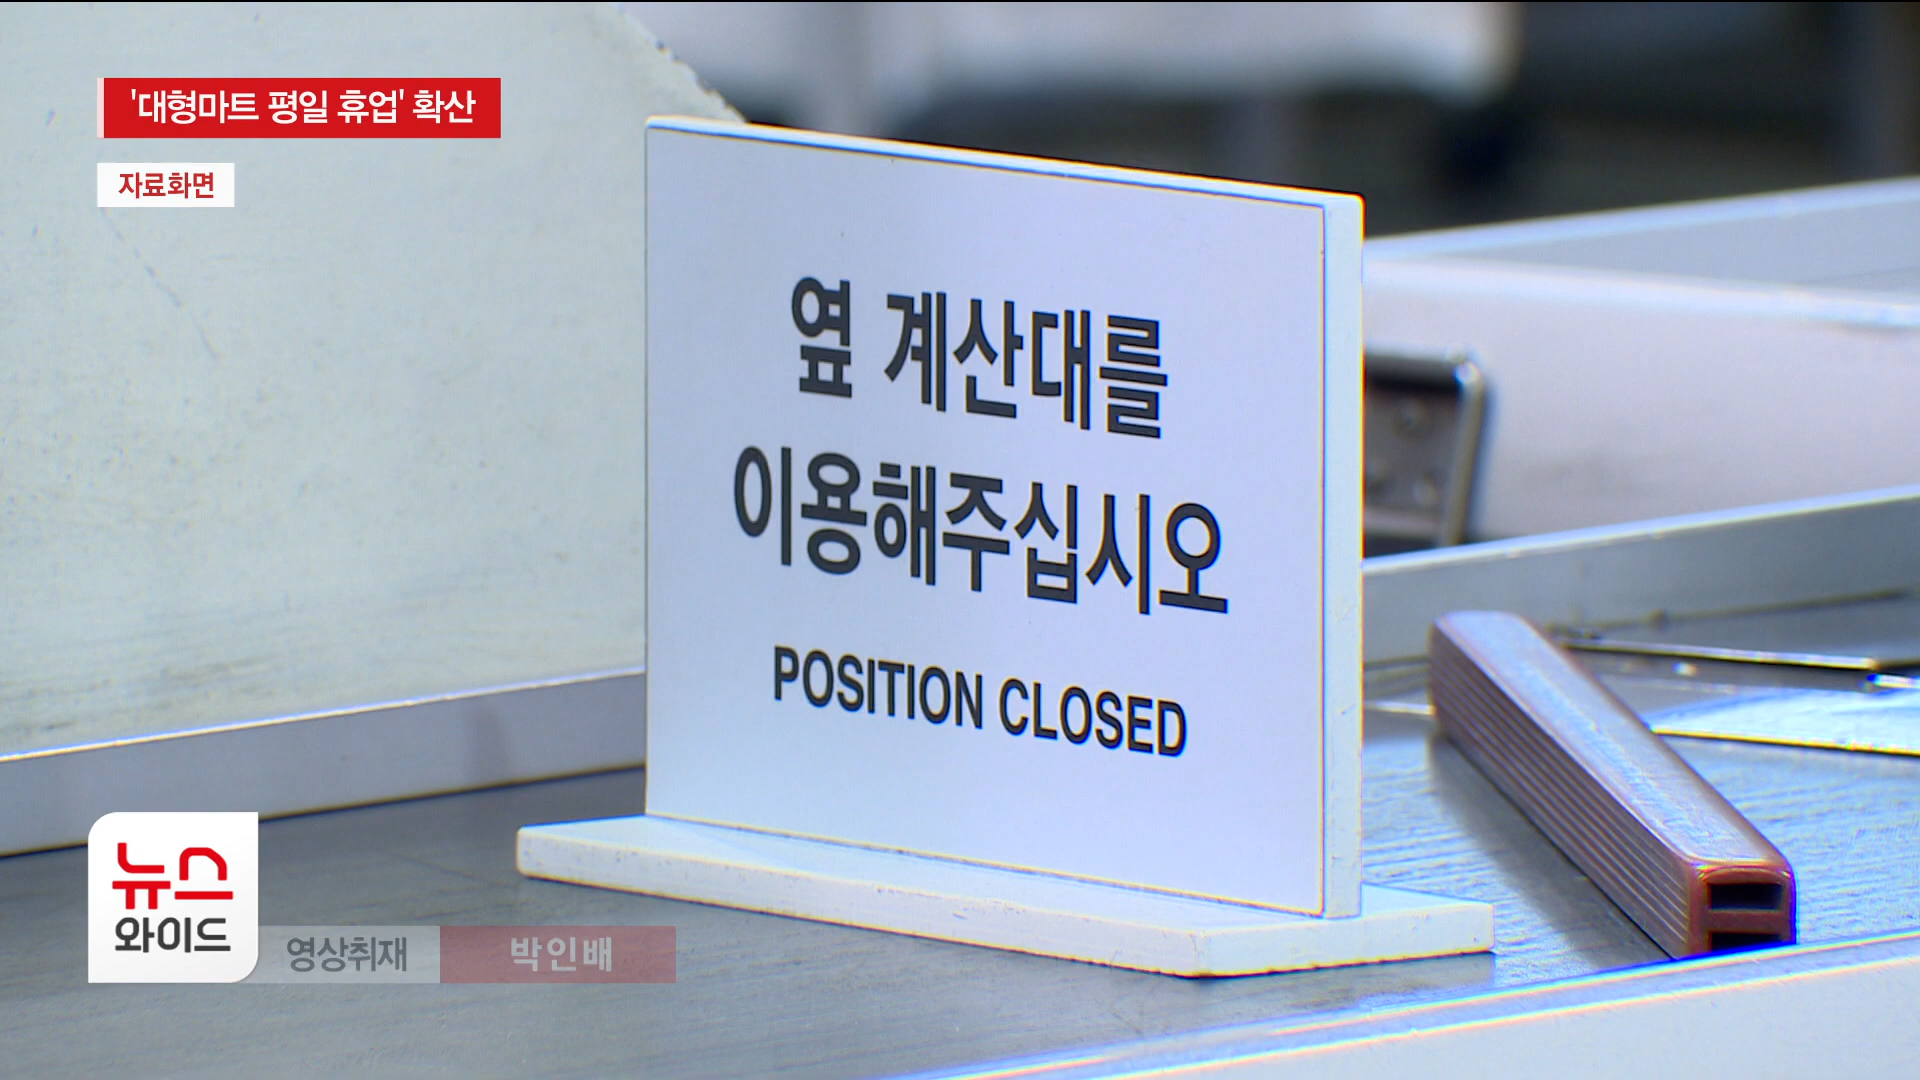 '대형마트 평일 휴업' 확산
자료화면
옆 계산대를
이용해주십시오
POSITION CLOSED
뉴스
와이드
영상취재 박인배